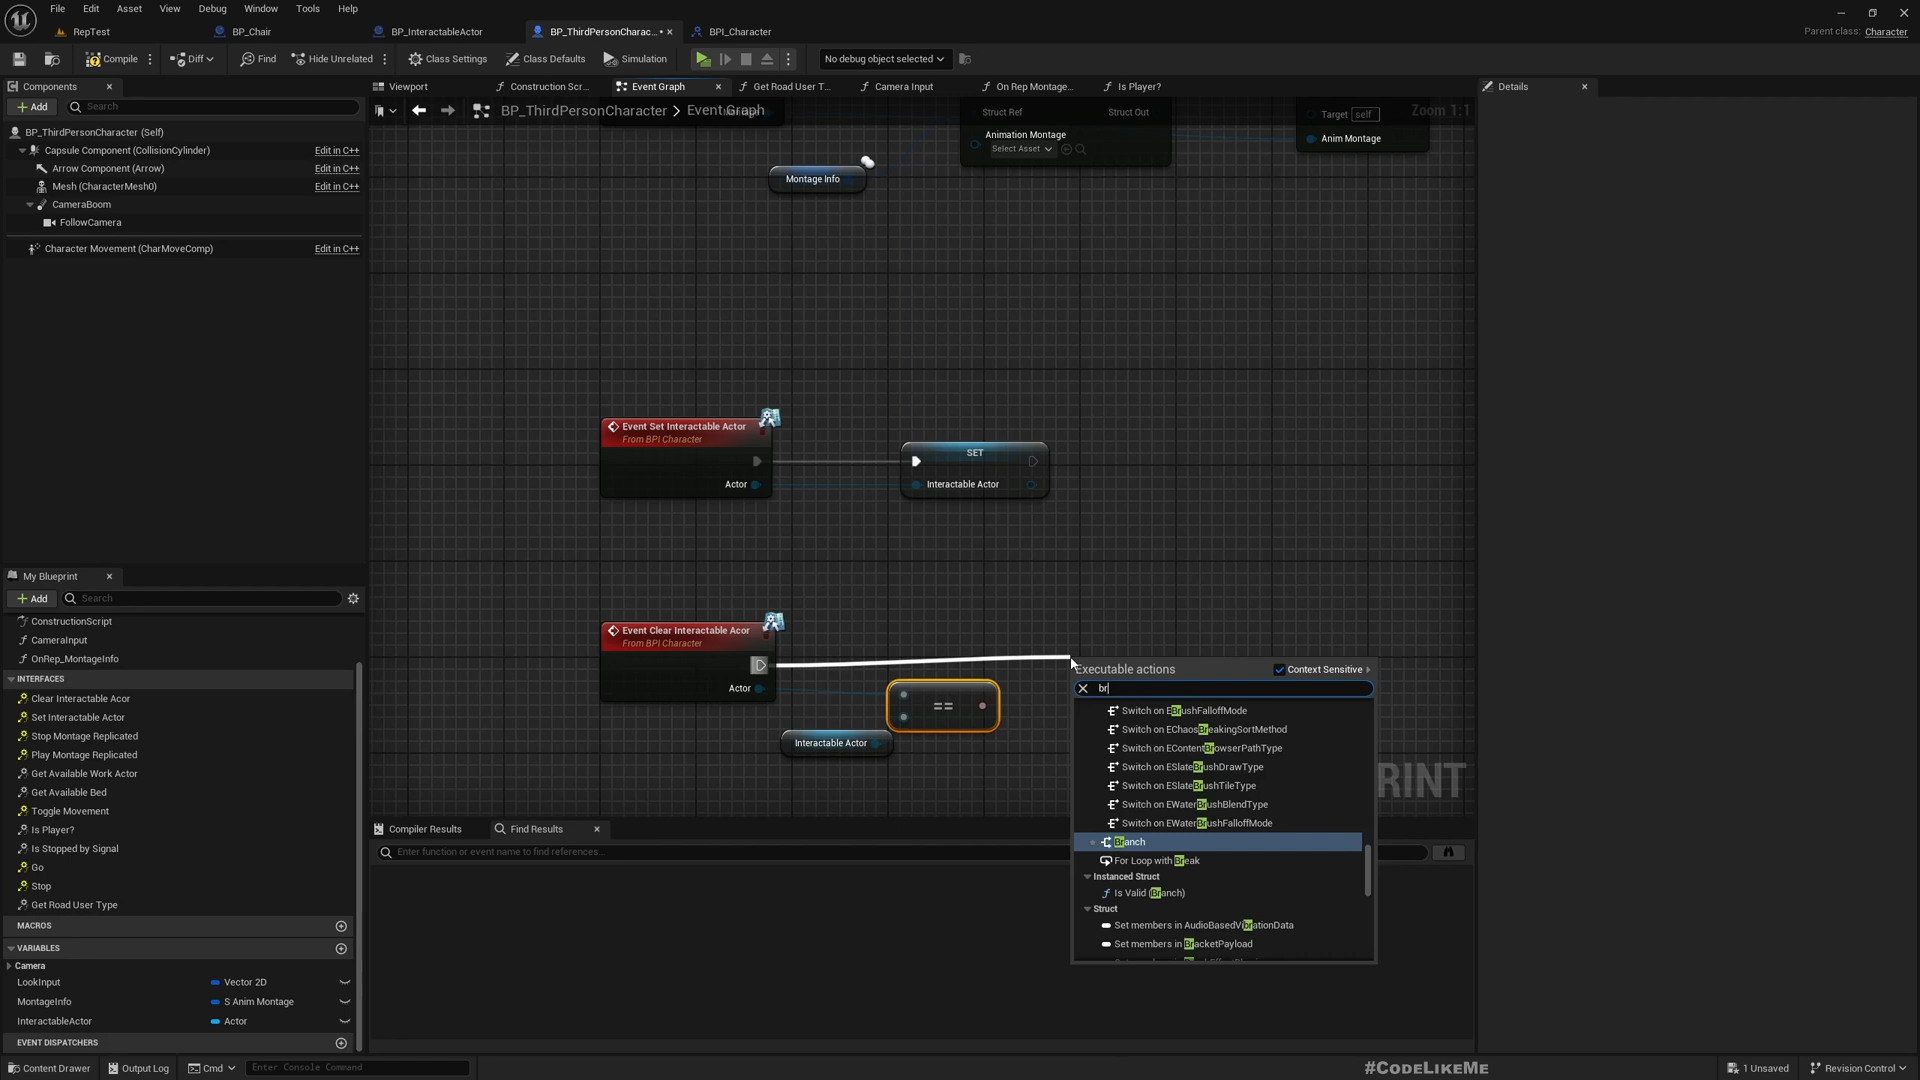 File Edit Asset View Debug Window Tools Help
RepTest BP_Chair BP_InteractableActor BP_ThirdPersonCharac... • BPI_Character Parent class: Character
Compile Diff Find Hide Unrelated Class Settings Class Defaults Simulation No debug object selected
Components
Add Search
BP_ThirdPersonCharacter (Self)
Capsule Component (CollisionCylinder) Edit in C++
Arrow Component (Arrow) Edit in C++
Mesh (CharacterMesh0) Edit in C++
CameraBoom
FollowCamera
Character Movement (CharMoveComp) Edit in C++
My Blueprint
Add Search
ConstructionScript
CameraInput
OnRep_MontageInfo
INTERFACES
Clear Interactable Acor
Set Interactable Actor
Stop Montage Replicated
Play Montage Replicated
Get Available Work Actor
Get Available Bed
Toggle Movement
Is Player?
Is Stopped by Signal
Go
Stop
Get Road User Type
MACROS
VARIABLES
Camera
LookInput Vector 2D
MontageInfo S Anim Montage
InteractableActor Actor
EVENT DISPATCHERS
Viewport Construction Scr... Event Graph Get Road User T... Camera Input On Rep Montage... Is Player?
BP_ThirdPersonCharacter > Event Graph Zoom 1:1
Montage
Struct Ref Struct Out
Animation Montage
Select Asset
Target self
Anim Montage
Montage Info
Event Set Interactable Actor
From BPI Character
Actor
SET
Interactable Actor
Event Clear Interactable Acor
From BPI Character
Actor
==
Interactable Actor
Executable actions Context Sensitive
br
Switch on EBrushFalloffMode
Switch on EChaosBreakingSortMethod
Switch on EContentBrowserPathType
Switch on ESlateBrushDrawType
Switch on ESlateBrushTileType
Switch on EWaterBrushBlendType
Switch on EWaterBrushFalloffMode
Branch
For Loop with Break
Instanced Struct
Is Valid (Branch)
Struct
Set members in AudioBasedVibrationData
Set members in BracketPayload
RINT
Compiler Results Find Results
Enter function or event name to find references...
Details
Content Drawer Output Log Cmd Enter Console Command #CODELIKEME 1 Unsaved Revision Control